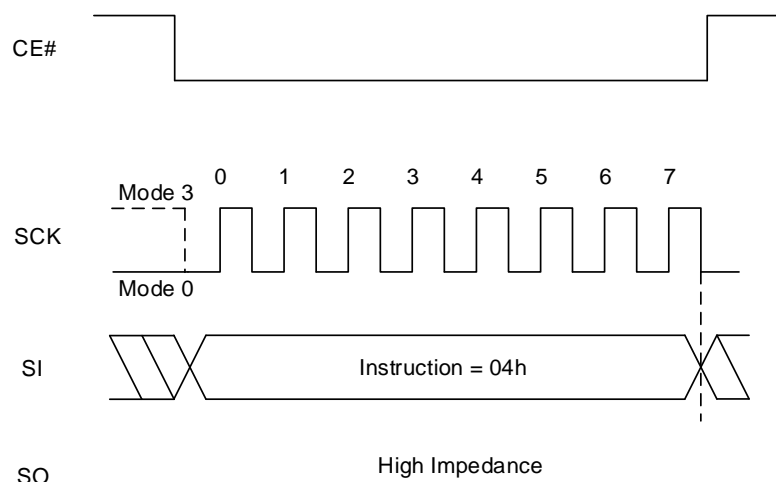 CE#
0 1 2 3 4 5 6 7
Mode 3
SCK
Mode 0
SI
Instruction = 04h
High Impedance
SO